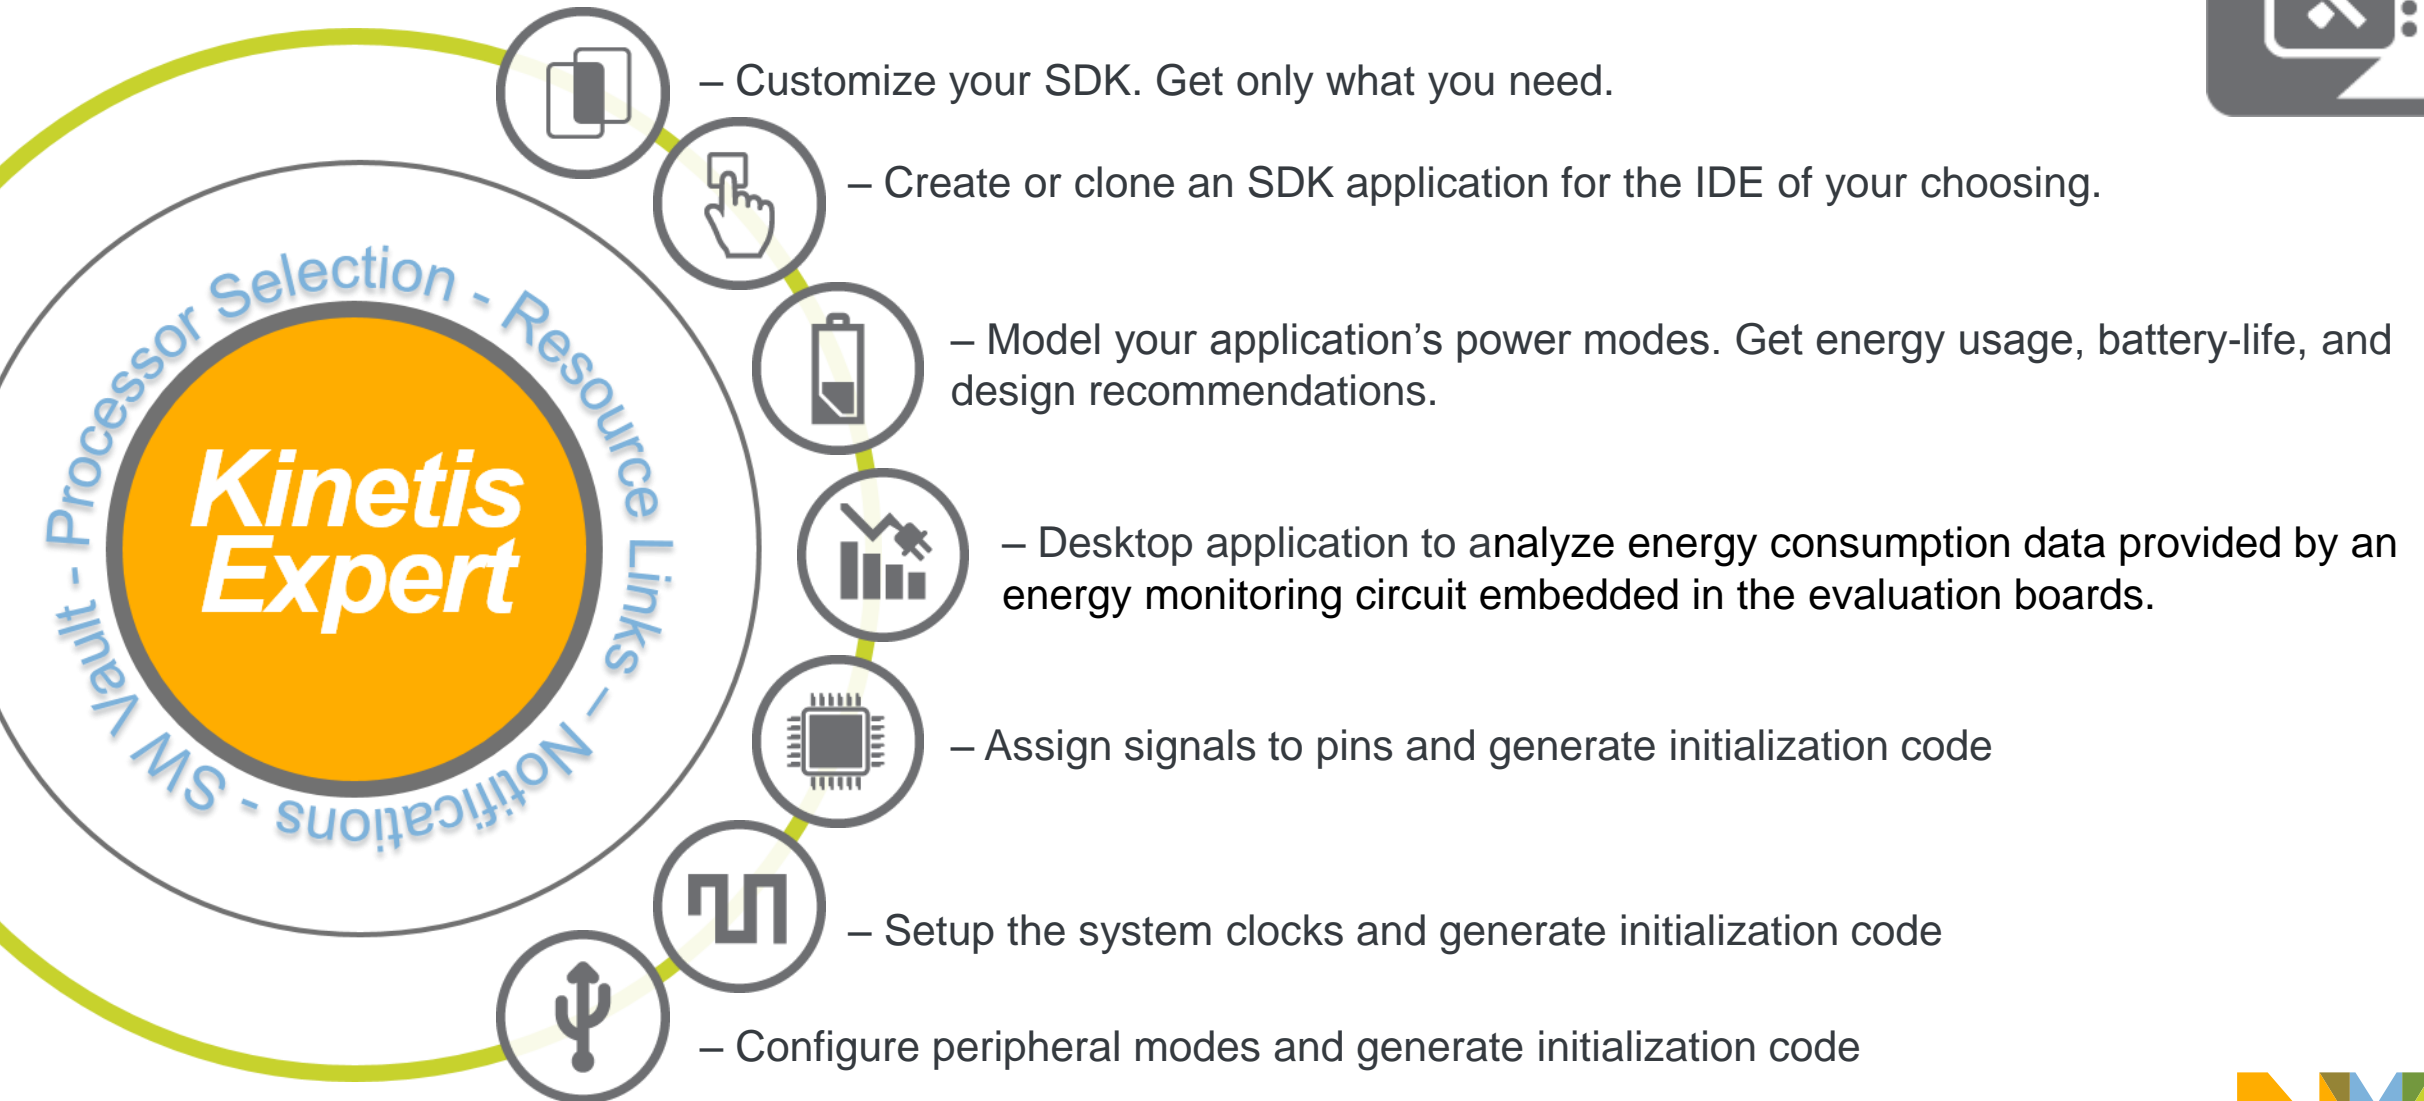 – Customize your SDK. Get only what you need.
– Create or clone an SDK application for the IDE of your choosing.
– Model your application’s power modes. Get energy usage, battery-life, and
design recommendations.
– Desktop application to analyze energy consumption data provided by an
energy monitoring circuit embedded in the evaluation boards.
– Assign signals to pins and generate initialization code
– Setup the system clocks and generate initialization code
– Configure peripheral modes and generate initialization code
Processor Selection - Resource Links – Notifications - SW Vault -
Kinetis
Expert